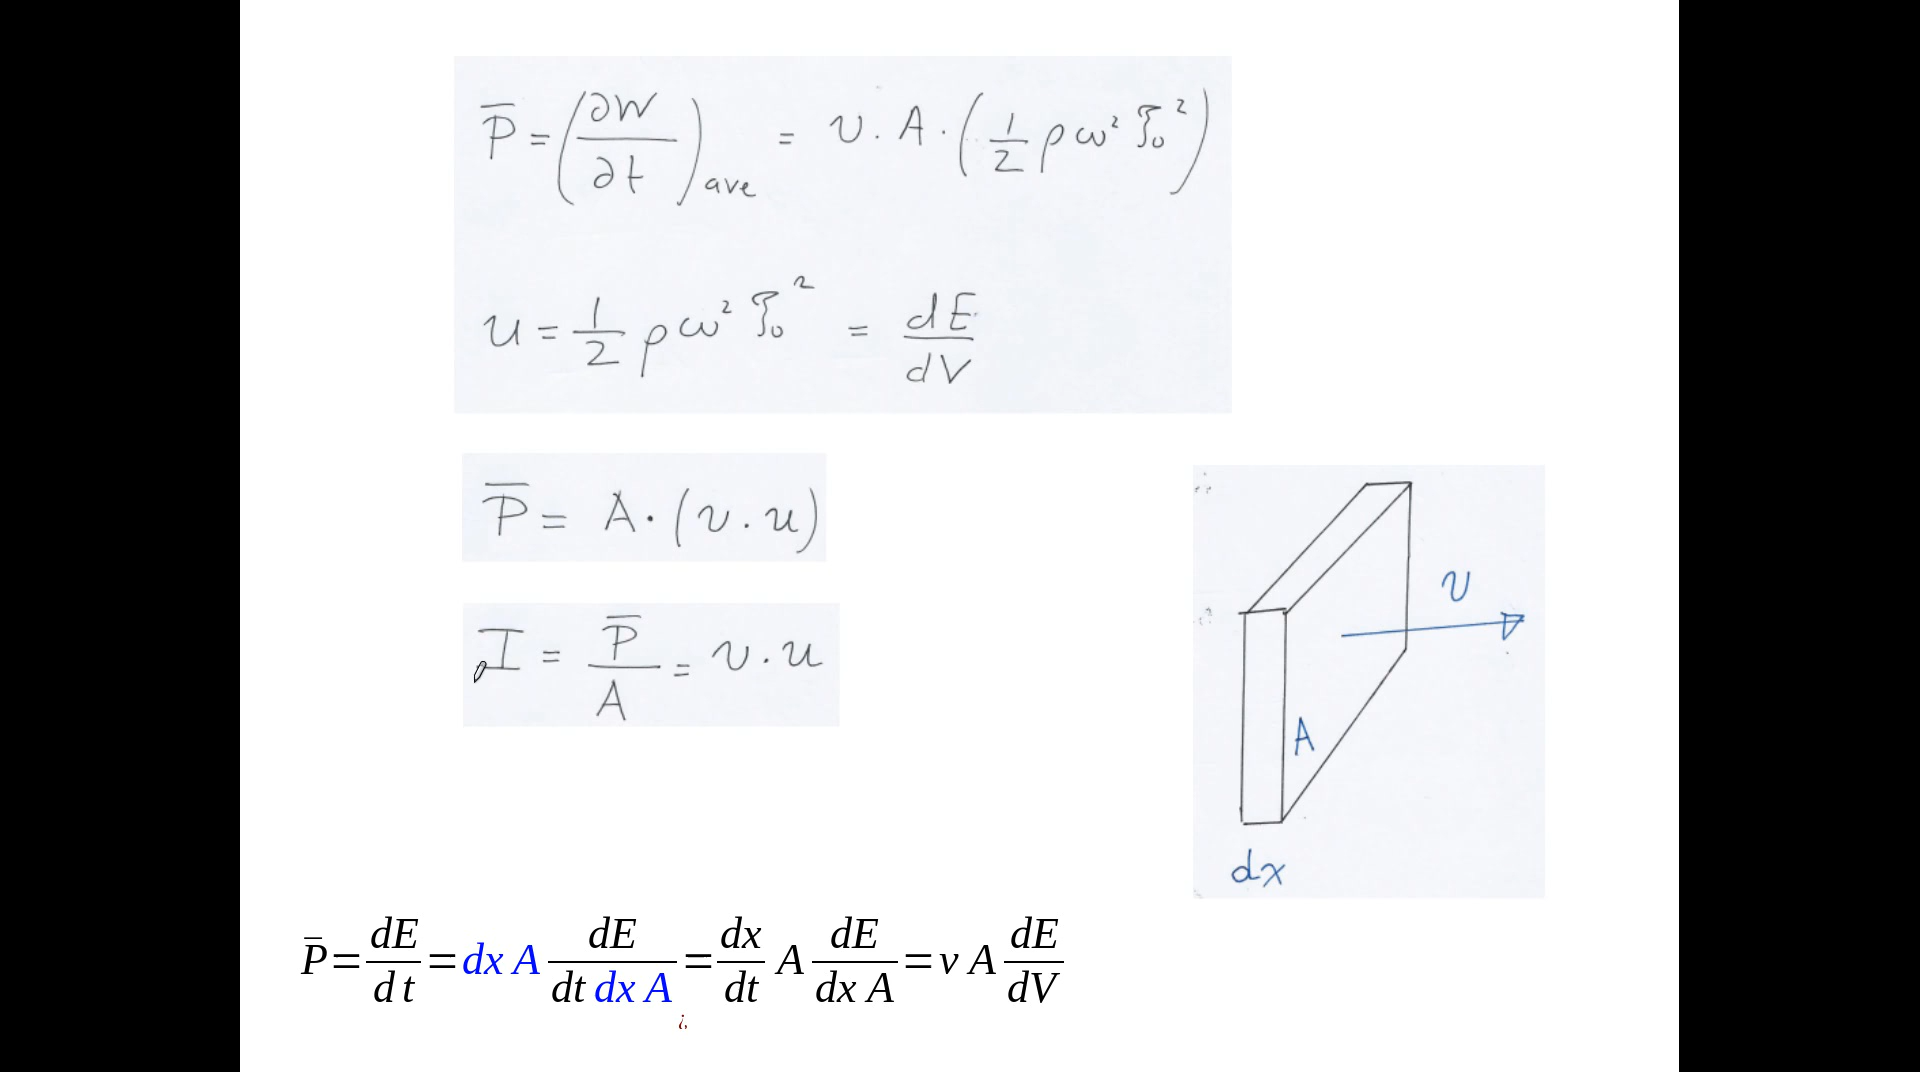 P̅ = (∂W/∂t)ave = v · A · (1/2 ρ ω² ξ₀²)
u = 1/2 ρ ω² ξ₀² = dE/dV
P̅ = A · (v · u)
I = P̅/A = v · u
v
A
dx
P̅ = dE/dt = dx A dE/(dt dx A) = dx/dt A dE/(dx A) = v A dE/dV
¿,